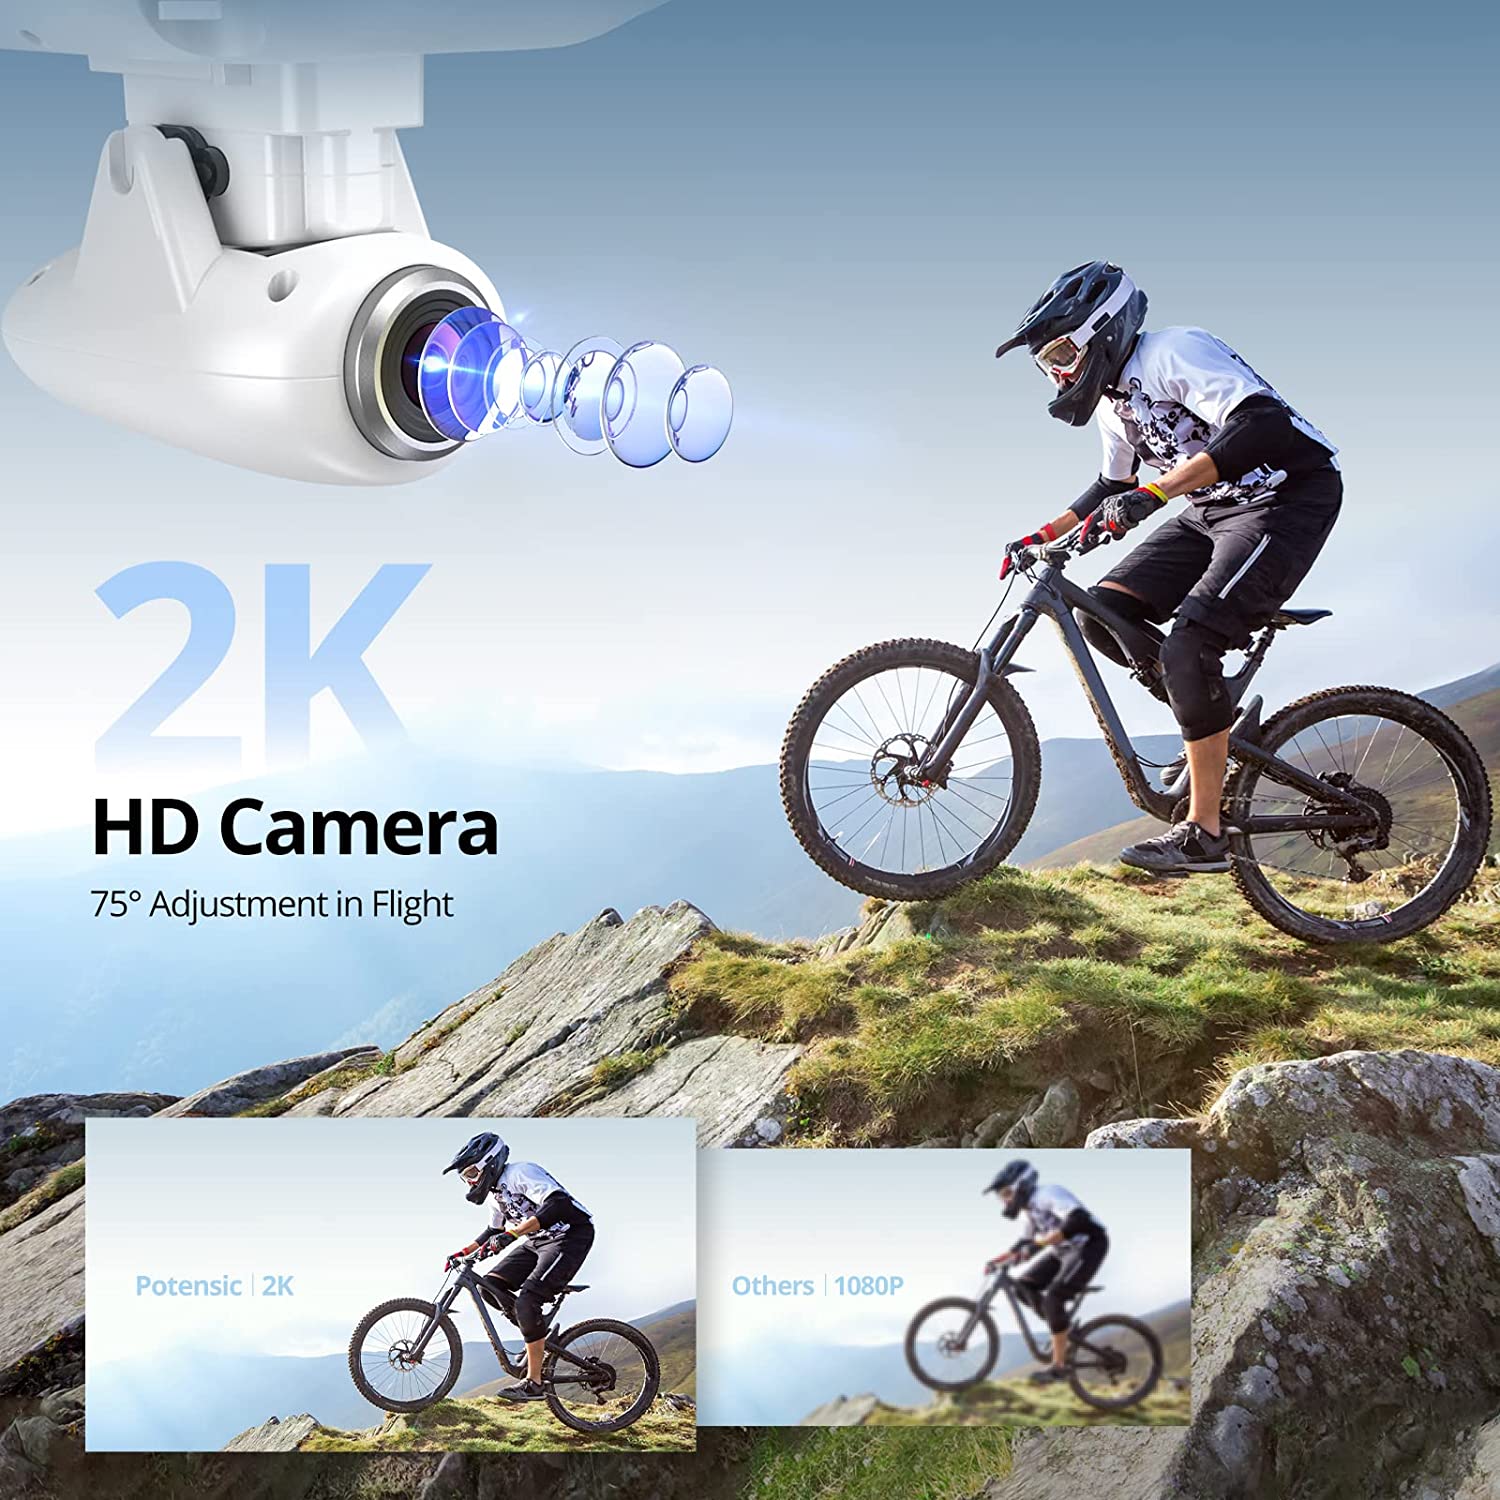 2K
HD Camera
75° Adjustment in Flight
Potensic | 2K
Others | 1080P